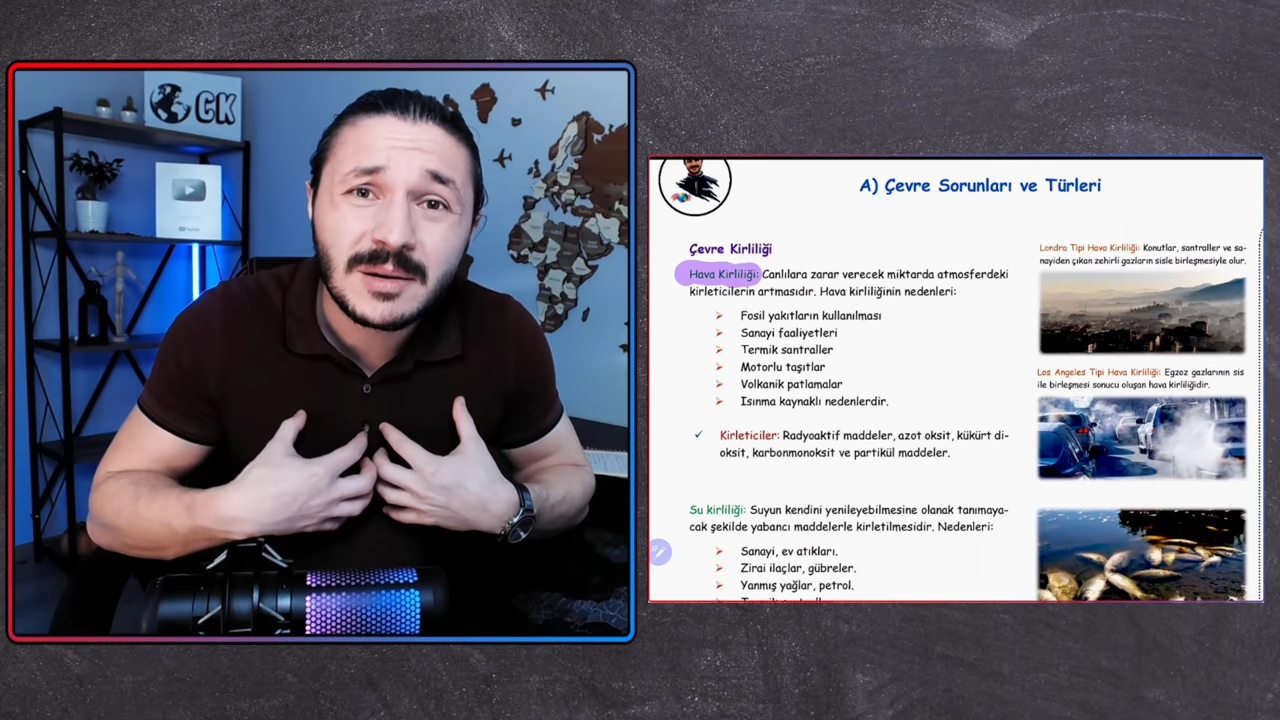 CK
A) Çevre Sorunları ve Türleri
Çevre Kirliliği
Hava Kirliliği: Canlılara zarar verecek miktarda atmosferdeki
kirleticilerin artmasıdır. Hava kirliliğinin nedenleri:
Fosil yakıtların kullanılması
Sanayi faaliyetleri
Termik santraller
Motorlu taşıtlar
Volkanik patlamalar
Isınma kaynaklı nedenlerdir.
Kirleticiler: Radyoaktif maddeler, azot oksit, kükürt di-
oksit, karbonmonoksit ve partikül maddeler.
Su kirliliği: Suyun kendini yenileyebilmesine olanak tanımaya-
cak şekilde yabancı maddelerle kirletilmesidir. Nedenleri:
Sanayi, ev atıkları.
Zirai ilaçlar, gübreler.
Yanmış yağlar, petrol.
Londra Tipi Hava Kirliliği: Konutlar, santraller ve sa-
nayiden çıkan zehirli gazların sisle birleşmesiyle olur.
Los Angeles Tipi Hava Kirliliği: Egzoz gazlarının sis
ile birleşmesi sonucu oluşan hava kirliliğidir.